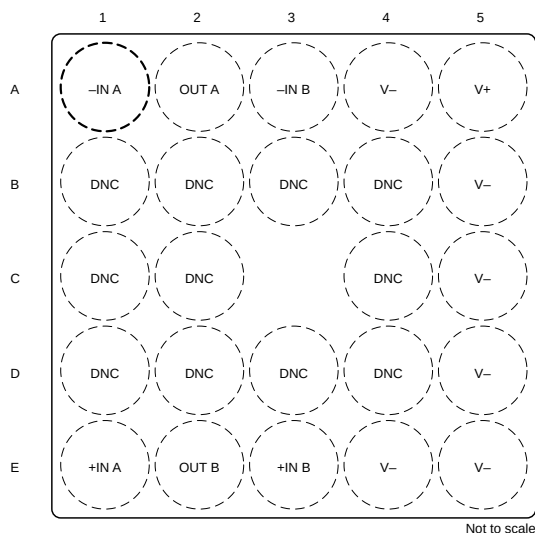 1 2 3 4 5
A –IN A OUT A –IN B V– V+
B DNC DNC DNC DNC V–
C DNC DNC DNC V–
D DNC DNC DNC DNC V–
E +IN A OUT B +IN B V– V–
Not to scale